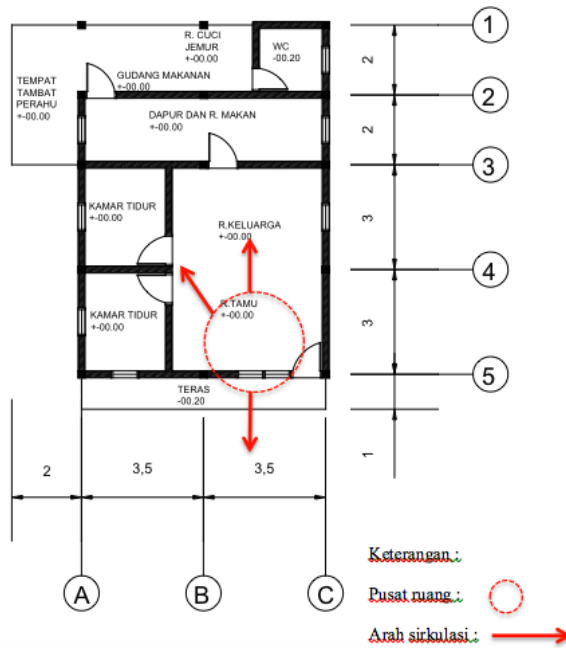 R. CUCI
JEMUR
WC
-00.20
1
2
GUDANG MAKANAN
+-00.00
TEMPAT
TAMBAT
PERAHU
+-00.00
2
DAPUR DAN R. MAKAN
+-00.00
2
3
KAMAR TIDUR
+-00.00
R.KELUARGA
+-00.00
3
4
KAMAR TIDUR
+-00.00
R.TAMU
+-00.00
3
5
TERAS
-00.20
1
2
3,5
3,5
A
B
C
Keterangan :
Pusat ruang :
Arah sirkulasi :